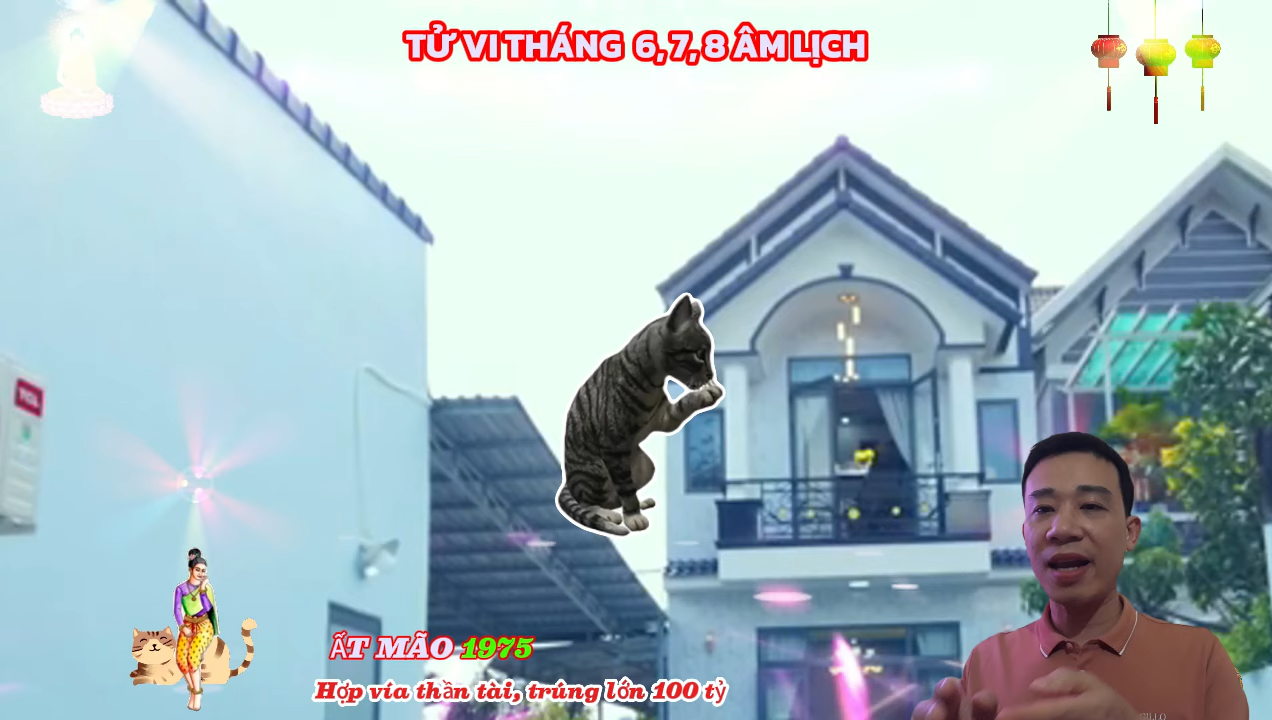 TỬ VI THÁNG 6, 7, 8 ÂM LỊCH
ẤT MÃO 1975
Hợp vía thần tài, trúng lớn 100 tỷ